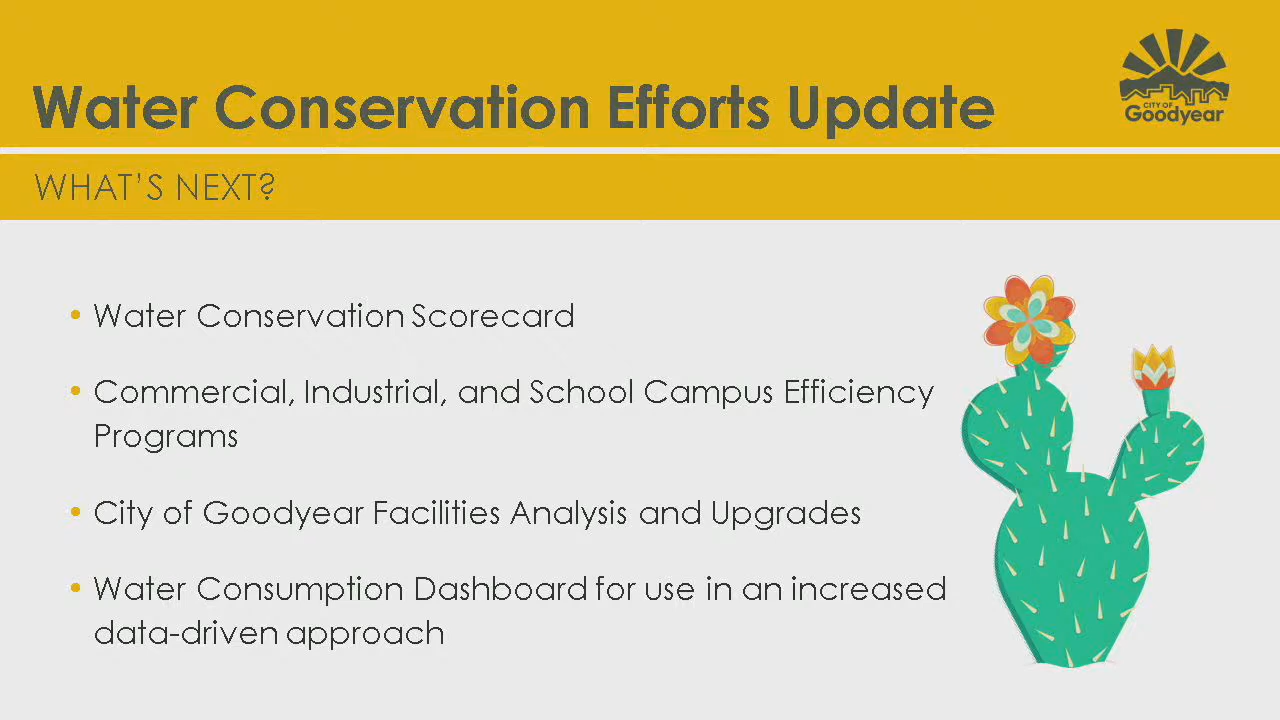 Water Conservation Efforts Update
CITY OF
Goodyear
WHAT'S NEXT?
• Water Conservation Scorecard
• Commercial, Industrial, and School Campus Efficiency
Programs
• City of Goodyear Facilities Analysis and Upgrades
• Water Consumption Dashboard for use in an increased
data-driven approach